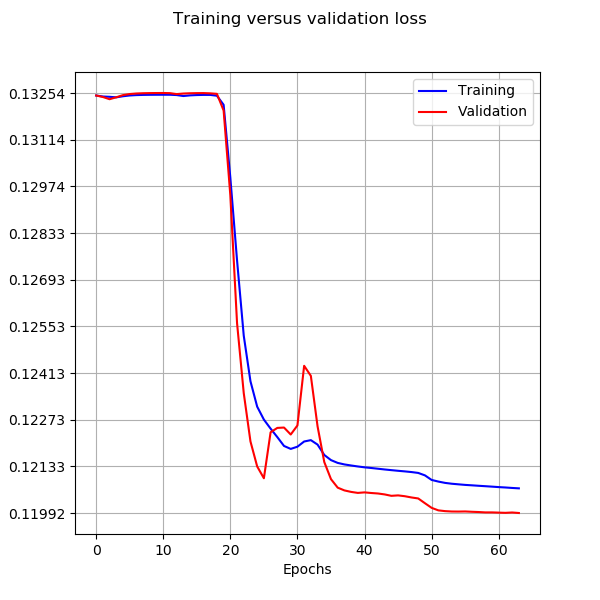 Training versus validation loss
Training
Validation
0.13254
0.13114
0.12974
0.12833
0.12693
0.12553
0.12413
0.12273
0.12133
0.11992
0 10 20 30 40 50 60
Epochs